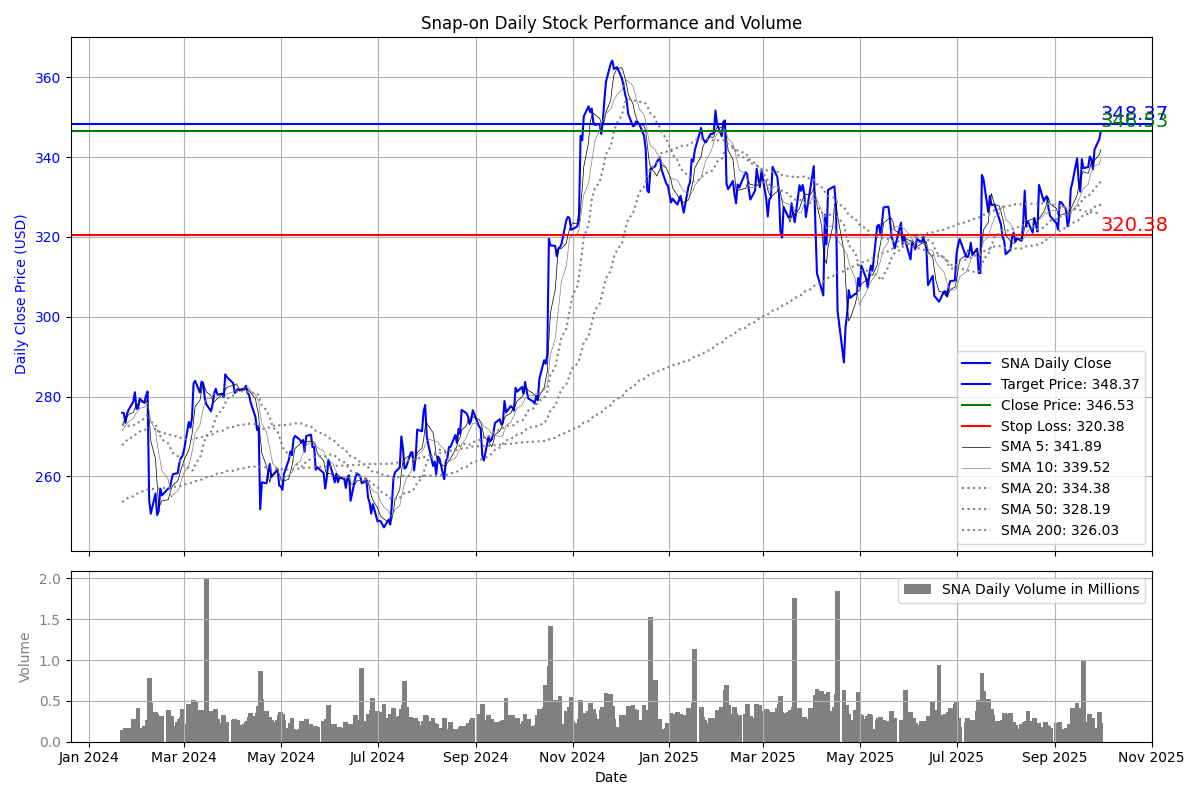 Snap-on Daily Stock Performance and Volume
Daily Close Price (USD)
360
340
320
300
280
260
348.37
346.53
320.38
SNA Daily Close
Target Price: 348.37
Close Price: 346.53
Stop Loss: 320.38
SMA 5: 341.89
SMA 10: 339.52
SMA 20: 334.38
SMA 50: 328.19
SMA 200: 326.03
Volume
2.0
1.5
1.0
0.5
0.0
SNA Daily Volume in Millions
Jan 2024
Mar 2024
May 2024
Jul 2024
Sep 2024
Nov 2024
Jan 2025
Mar 2025
May 2025
Jul 2025
Sep 2025
Nov 2025
Date